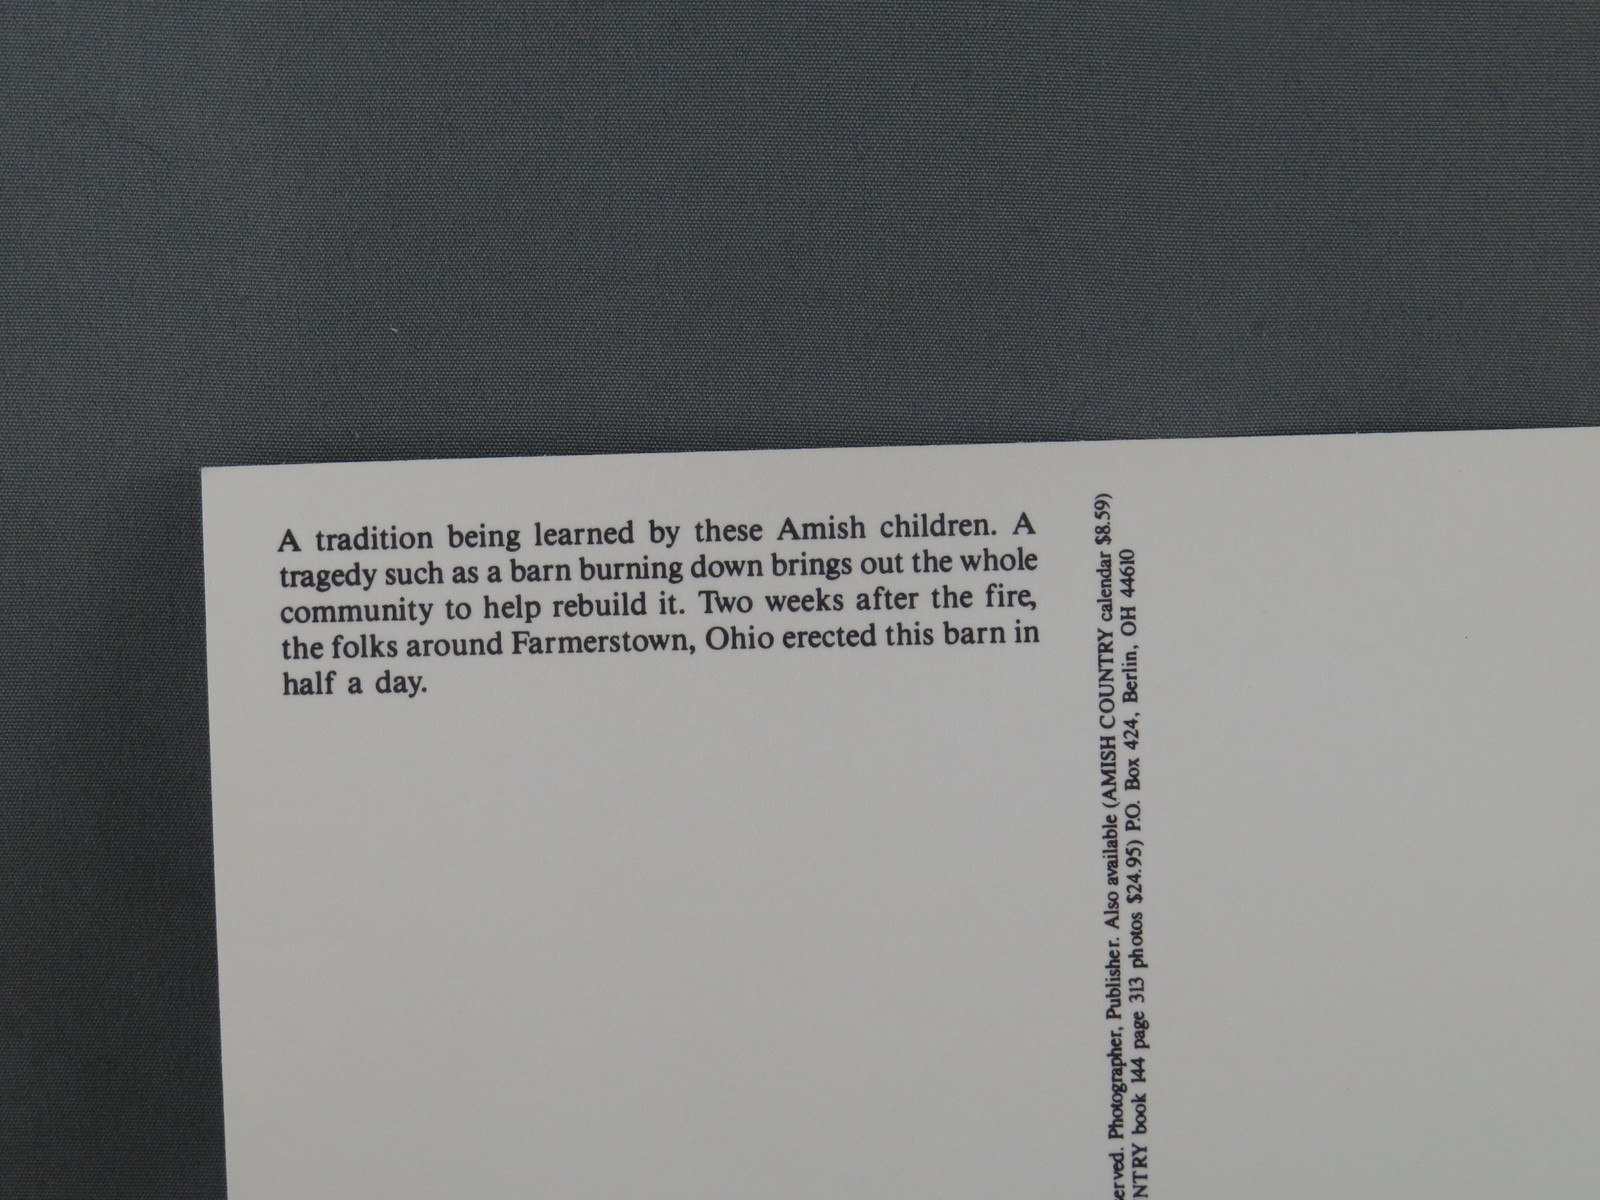 A tradition being learned by these Amish children. A
tragedy such as a barn burning down brings out the whole
community to help rebuild it. Two weeks after the fire,
the folks around Farmerstown, Ohio erected this barn in
half a day.
erved. Photographer, Publisher. Also available (AMISH COUNTRY calendar $8.59)
NTRY book 144 page 313 photos $24.95) P.O. Box 424, Berlin, OH 44610